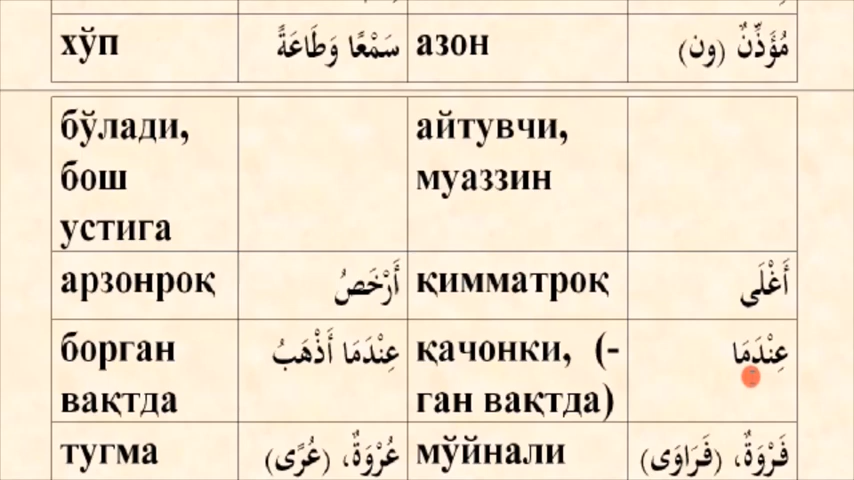 хўп سَمْعًا وَطَاعَةً азон مُؤَذِّنٌ (ون)
бўлади, айтувчи,
бош муаззин
устига
арзонроқ أَرْخَصُ қимматроқ أَغْلَى
борган عِنْدَمَا أَذْهَبُ қачонки, (- عِنْدَمَا
вақтда ган вақтда)
тугма عُرْوَةٌ، (عُرًى) мўйнали فَرْوَةٌ، (فَرَاوَى)